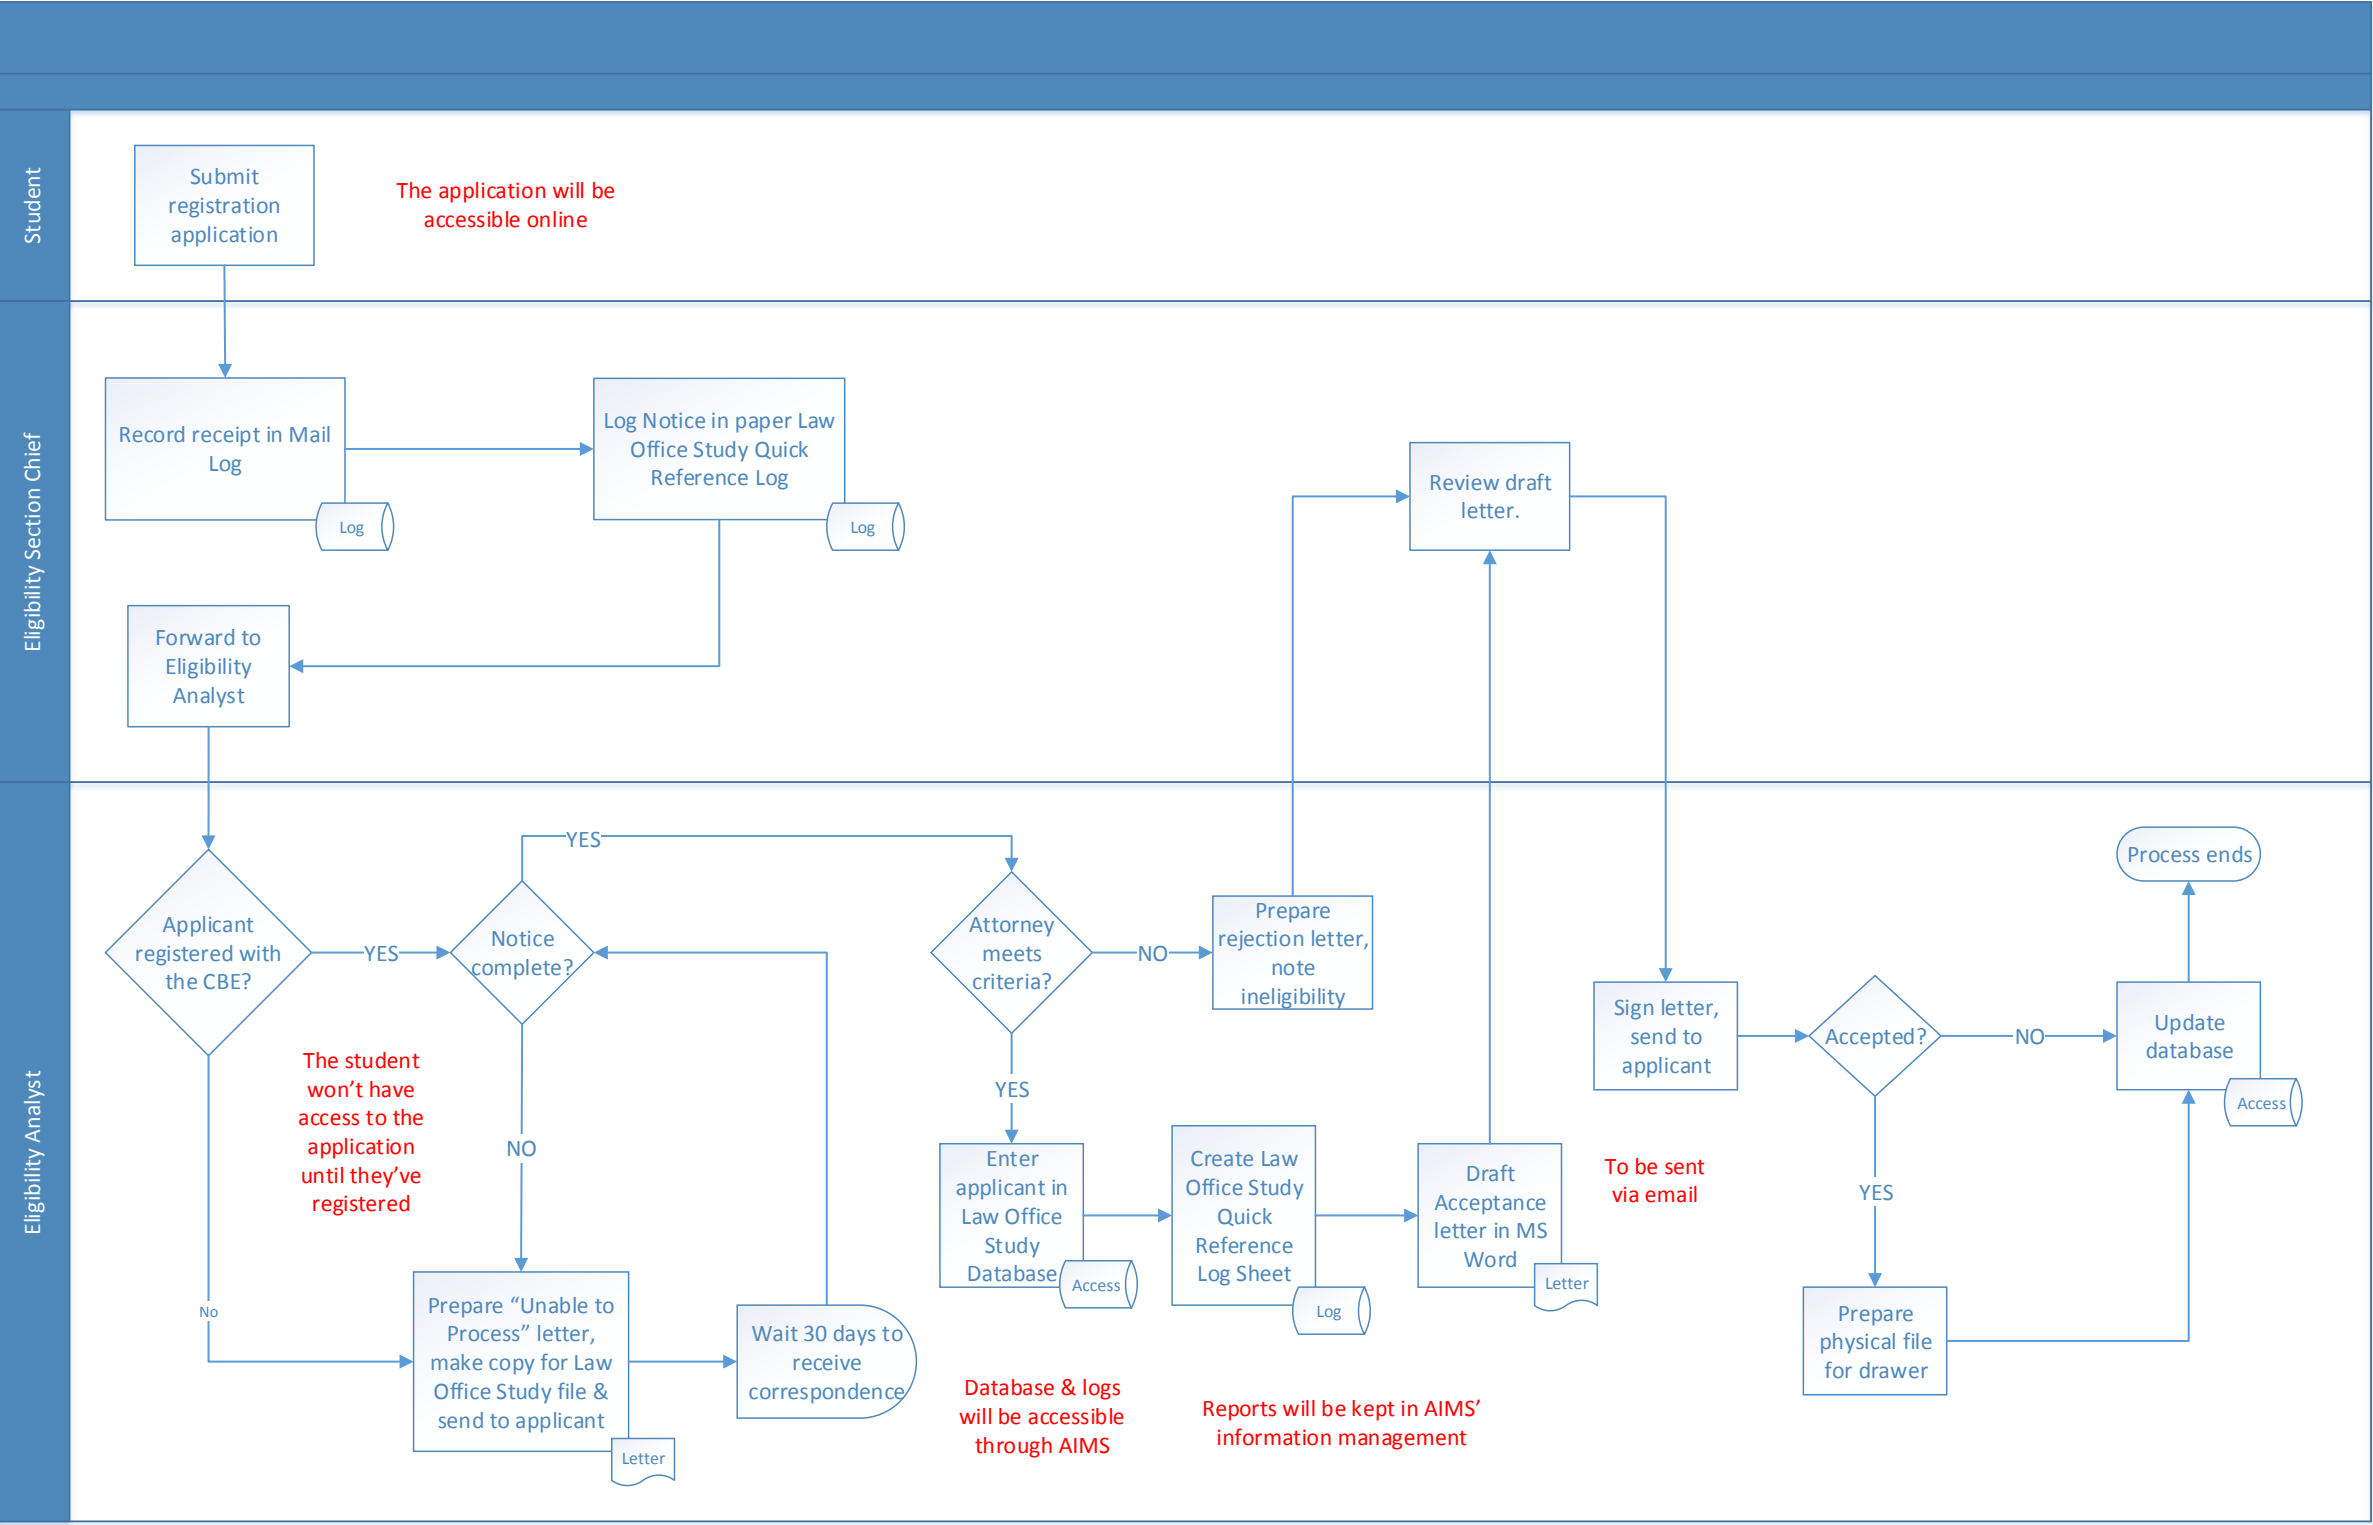 Student
Submit
registration
application
The application will be
accessible online
Eligibility Section Chief
Record receipt in Mail
Log
Log
Log Notice in paper Law
Office Study Quick
Reference Log
Log
Review draft
letter.
Forward to
Eligibility
Analyst
Eligibility Analyst
Applicant
registered with
the CBE?
YES
No
The student
won't have
access to the
application
until they've
registered
Notice
complete?
YES
NO
Prepare “Unable to
Process” letter,
make copy for Law
Office Study file &
send to applicant
Letter
Wait 30 days to
receive
correspondence
Attorney
meets
criteria?
NO
YES
Prepare
rejection letter,
note
ineligibility
Enter
applicant in
Law Office
Study
Database
Access
Create Law
Office Study
Quick
Reference
Log Sheet
Log
Draft
Acceptance
letter in MS
Word
Letter
Database & logs
will be accessible
through AIMS
Reports will be kept in AIMS’
information management
Sign letter,
send to
applicant
To be sent
via email
Accepted?
NO
YES
Prepare
physical file
for drawer
Update
database
Access
Process ends